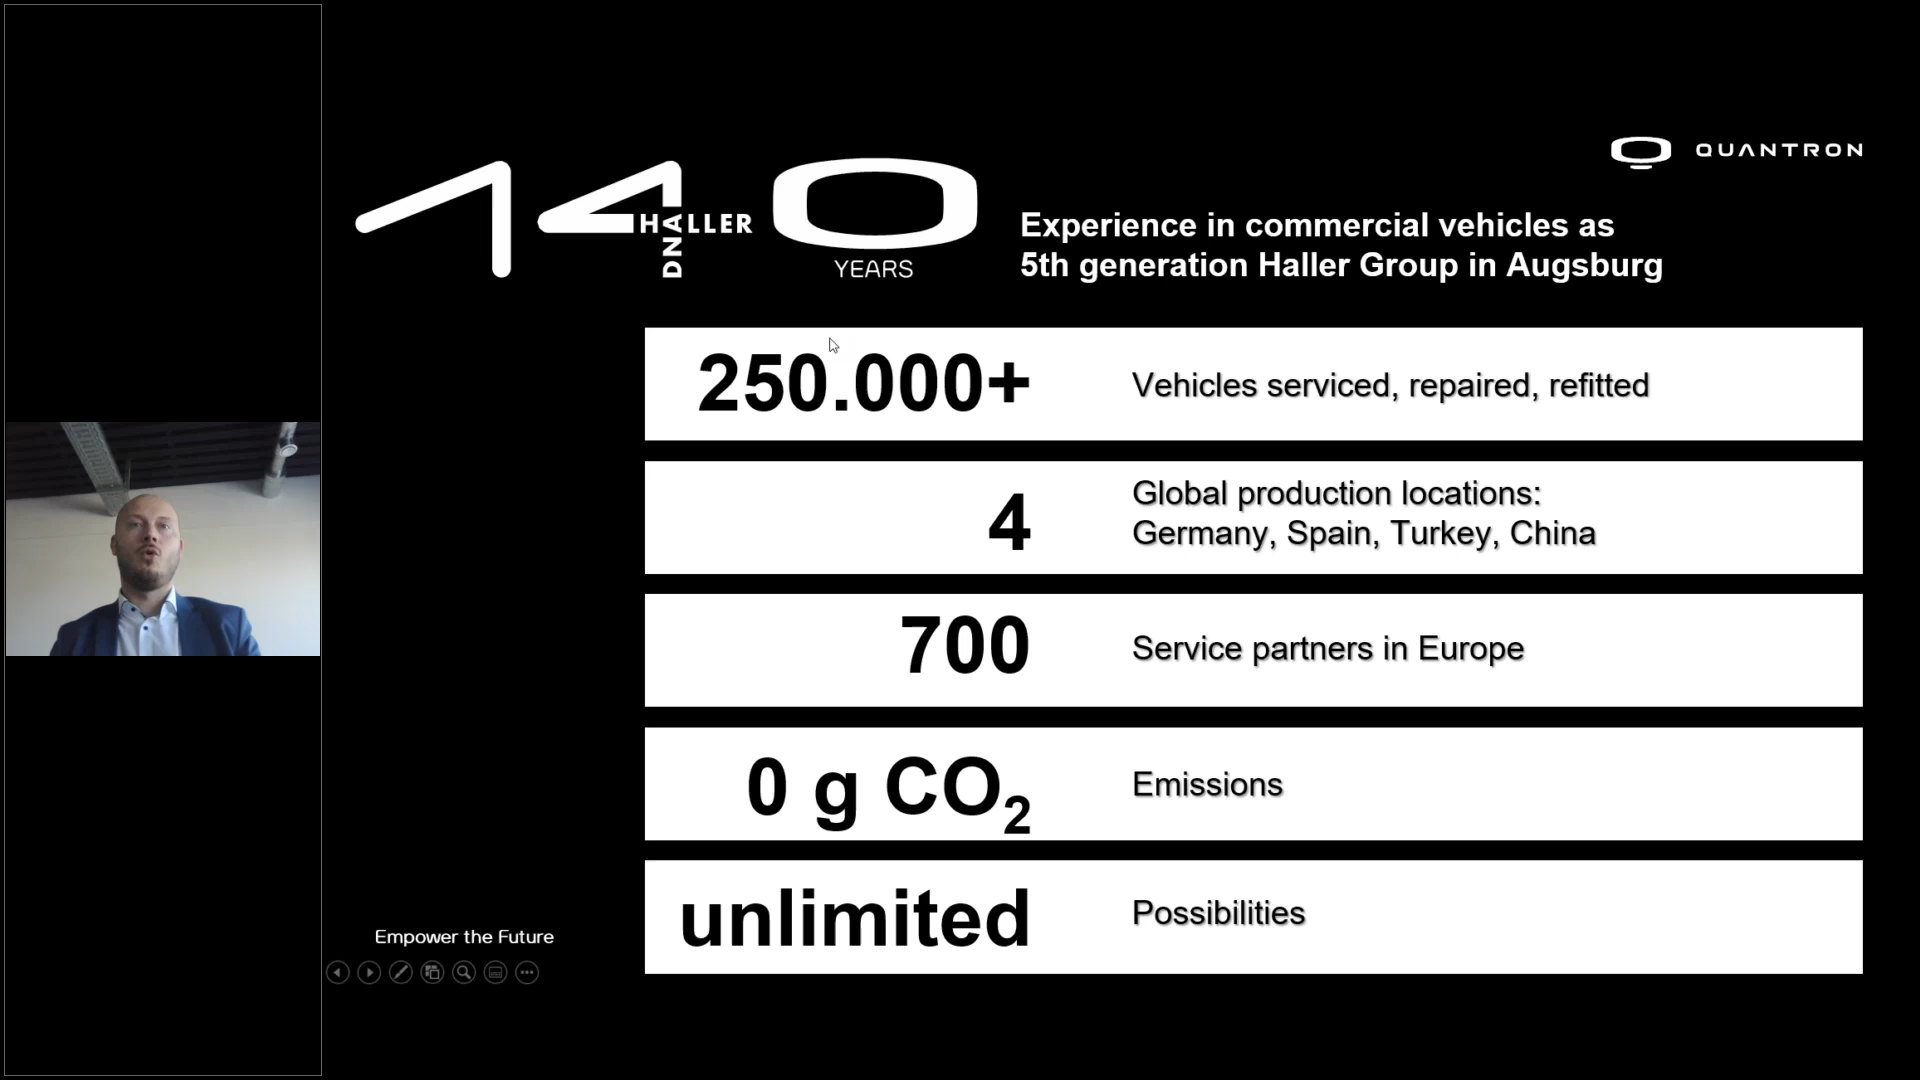 140
HALLER
DNA
YEARS
QUANTRON
Experience in commercial vehicles as
5th generation Haller Group in Augsburg
250.000+
Vehicles serviced, repaired, refitted
4
Global production locations:
Germany, Spain, Turkey, China
700
Service partners in Europe
0 g CO₂
Emissions
unlimited
Possibilities
Empower the Future